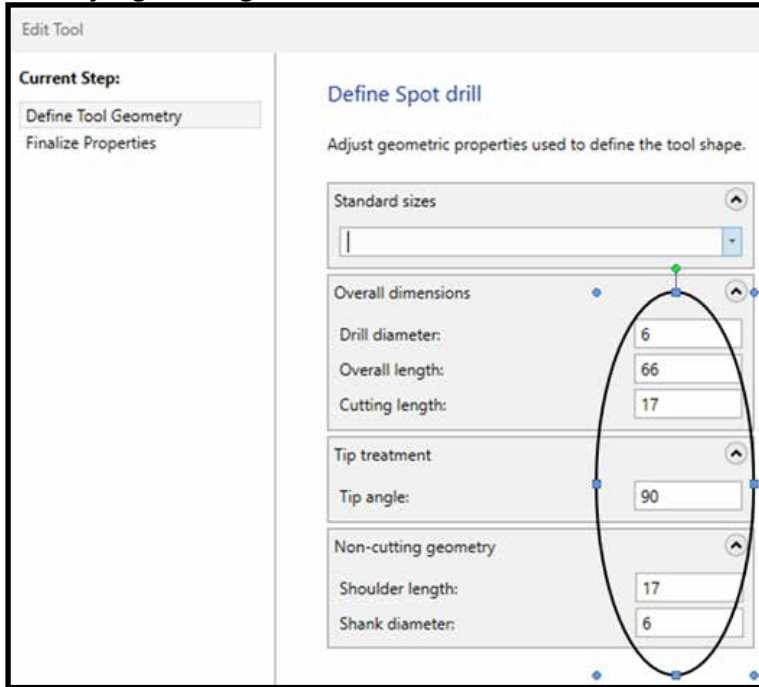 Edit Tool
Current Step:
Define Tool Geometry
Finalize Properties
Define Spot drill
Adjust geometric properties used to define the tool shape.
Standard sizes
Overall dimensions
Drill diameter: 6
Overall length: 66
Cutting length: 17
Tip treatment
Tip angle: 90
Non-cutting geometry
Shoulder length: 17
Shank diameter: 6